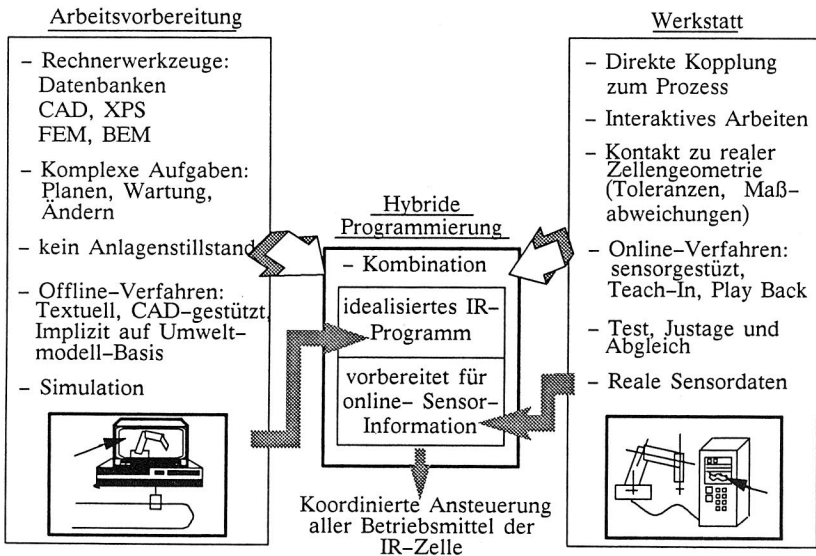 Arbeitsvorbereitung
– Rechnerwerkzeuge:
Datenbanken
CAD, XPS
FEM, BEM
– Komplexe Aufgaben:
Planen, Wartung,
Ändern
– kein Anlagenstillstand
– Offline–Verfahren:
Textuell, CAD–gestützt,
Implizit auf Umwelt–
modell–Basis
– Simulation
Hybride
Programmierung
– Kombination
idealisiertes IR–
Programm
vorbereitet für
online– Sensor–
Information
Koordinierte Ansteuerung
aller Betriebsmittel der
IR–Zelle
Werkstatt
– Direkte Kopplung
zum Prozess
– Interaktives Arbeiten
– Kontakt zu realer
Zellengeometrie
(Toleranzen, Maß–
abweichungen)
– Online–Verfahren:
sensorgestüzt,
Teach–In, Play Back
– Test, Justage und
Abgleich
– Reale Sensordaten